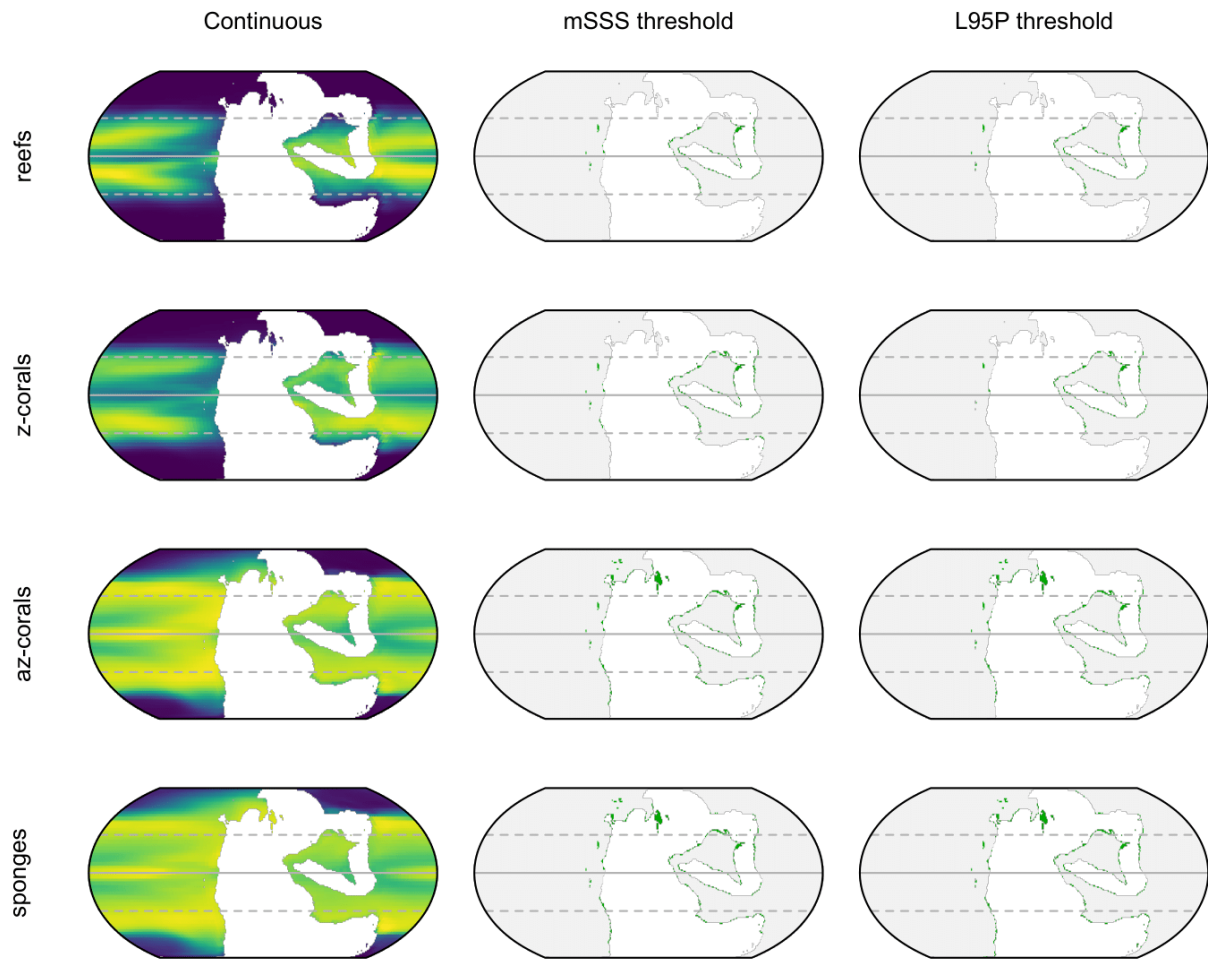 Continuous
mSSS threshold
L95P threshold
reefs
z-corals
az-corals
sponges